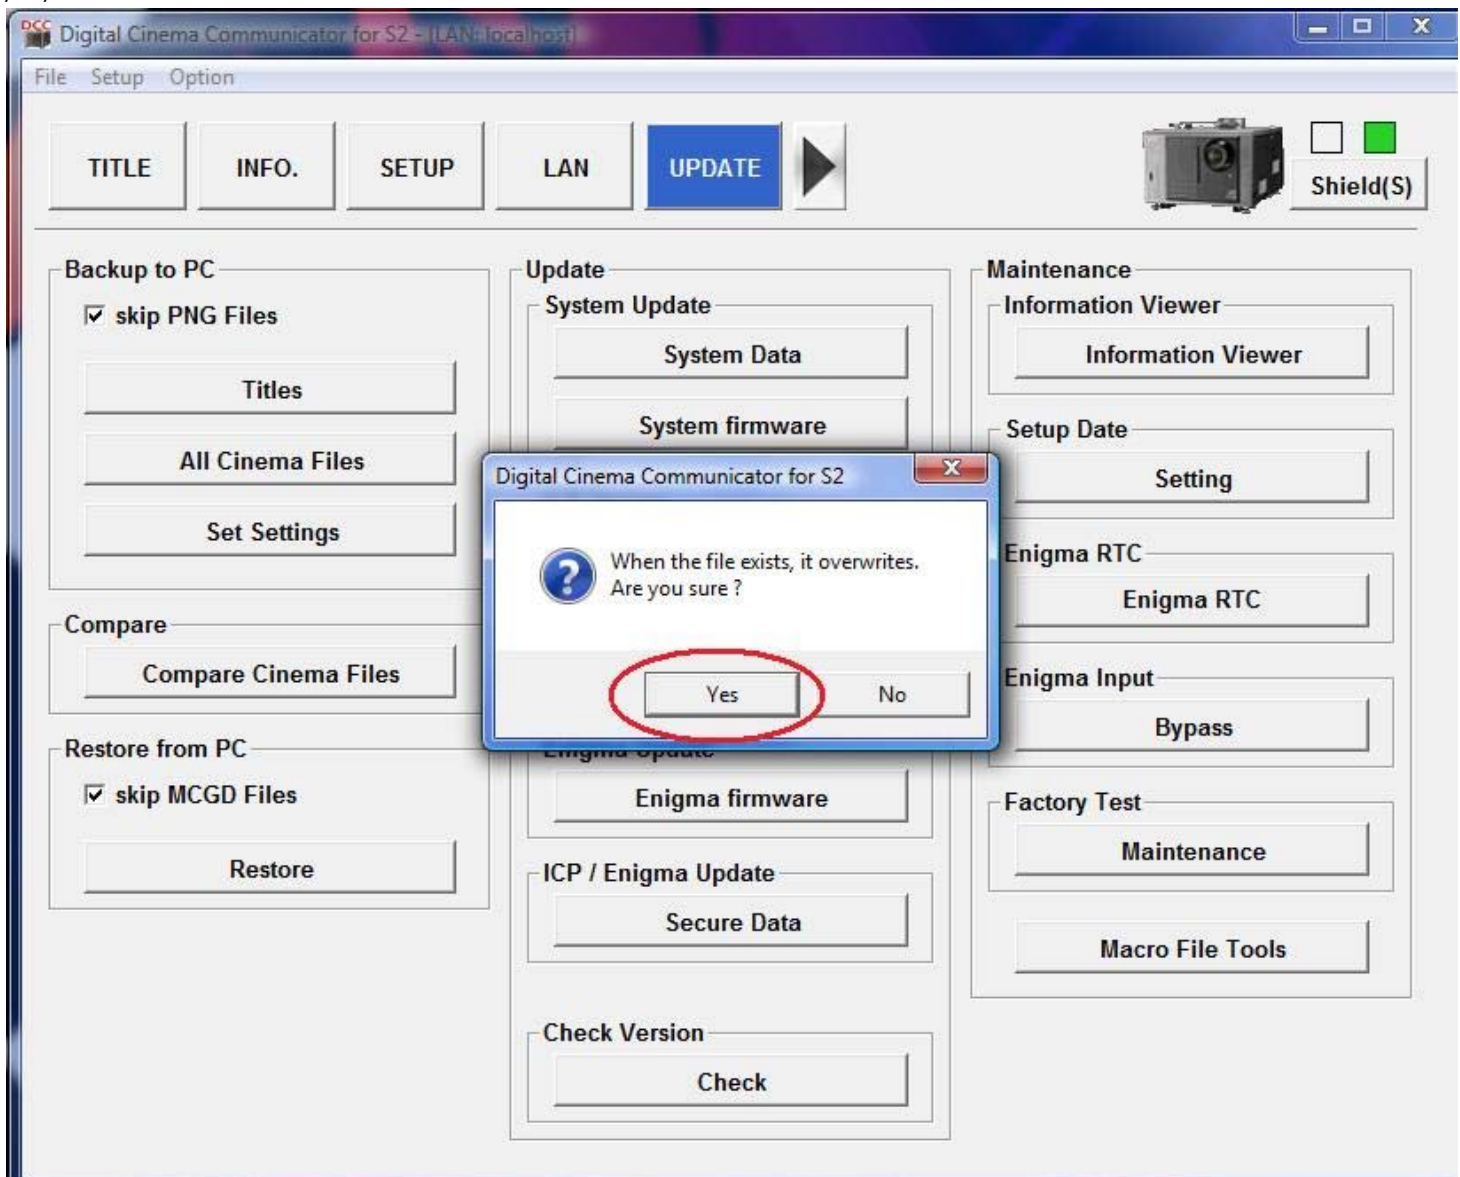 DCC Digital Cinema Communicator for S2 - [LAN: localhost]
File Setup Option
TITLE INFO. SETUP LAN UPDATE
Shield(S)
Backup to PC
skip PNG Files
Titles
All Cinema Files
Set Settings
Compare
Compare Cinema Files
Restore from PC
skip MCGD Files
Restore
Update
System Update
System Data
System firmware
Digital Cinema Communicator for S2
When the file exists, it overwrites.
Are you sure ?
Yes No
Enigma Update
Enigma firmware
ICP / Enigma Update
Secure Data
Check Version
Check
Maintenance
Information Viewer
Information Viewer
Setup Date
Setting
Enigma RTC
Enigma RTC
Enigma Input
Bypass
Factory Test
Maintenance
Macro File Tools